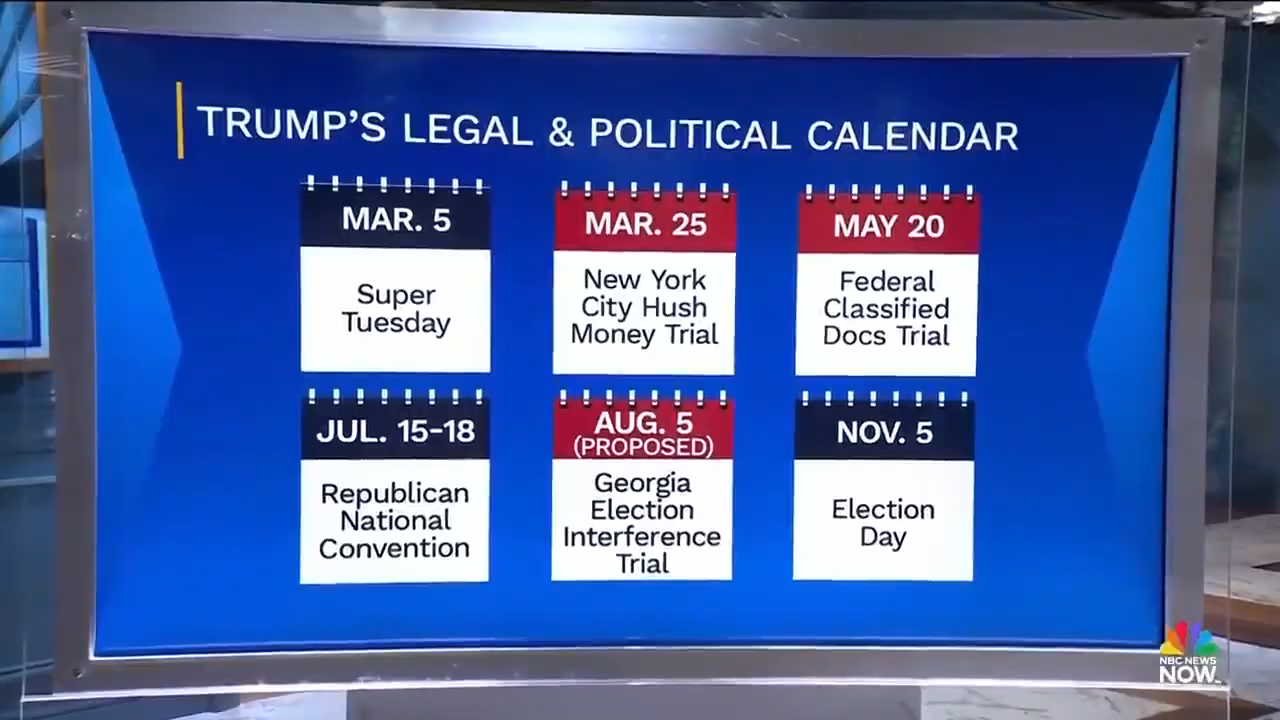 TRUMP'S LEGAL & POLITICAL CALENDAR
MAR. 5
Super
Tuesday
MAR. 25
New York
City Hush
Money Trial
MAY 20
Federal
Classified
Docs Trial
JUL. 15-18
Republican
National
Convention
AUG. 5
(PROPOSED)
Georgia
Election
Interference
Trial
NOV. 5
Election
Day
NBC NEWS
NOW